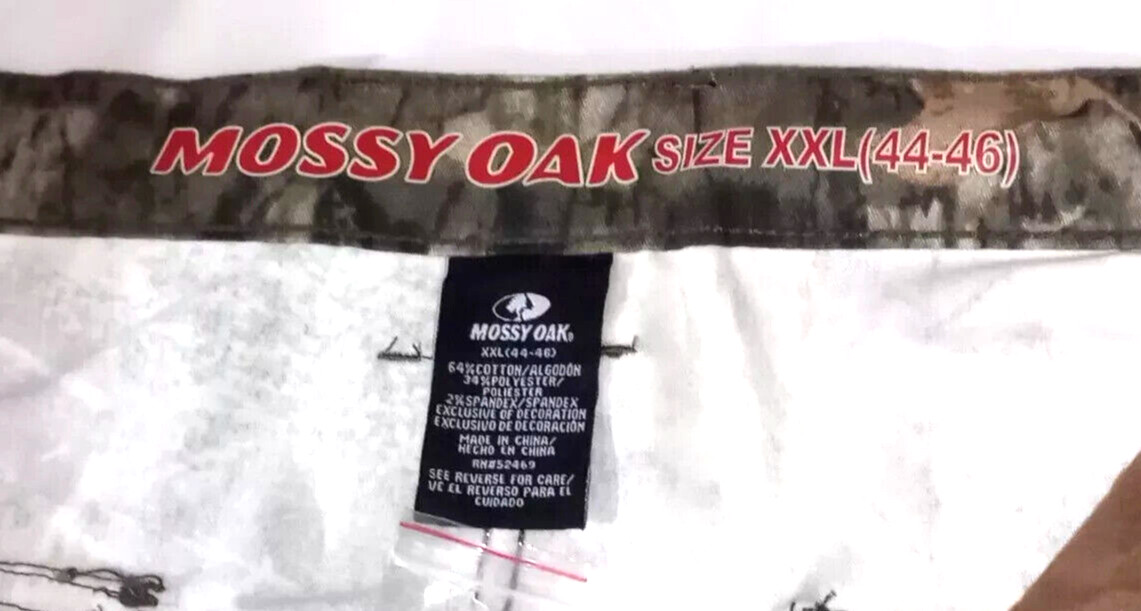 MOSSY OAK SIZE XXL(44-46)
MOSSY OAK®
XXL(44-46)
64%COTTON/ALGODÓN
34%POLYESTER/
POLIESTER
2%SPANDEX/SPANDEX
EXCLUSIVE OF DECORATION
EXCLUSIVO DE DECORACIÓN
MADE IN CHINA/
HECHO EN CHINA
RN#52469
SEE REVERSE FOR CARE/
VE EL REVERSO PARA EL
CUIDADO